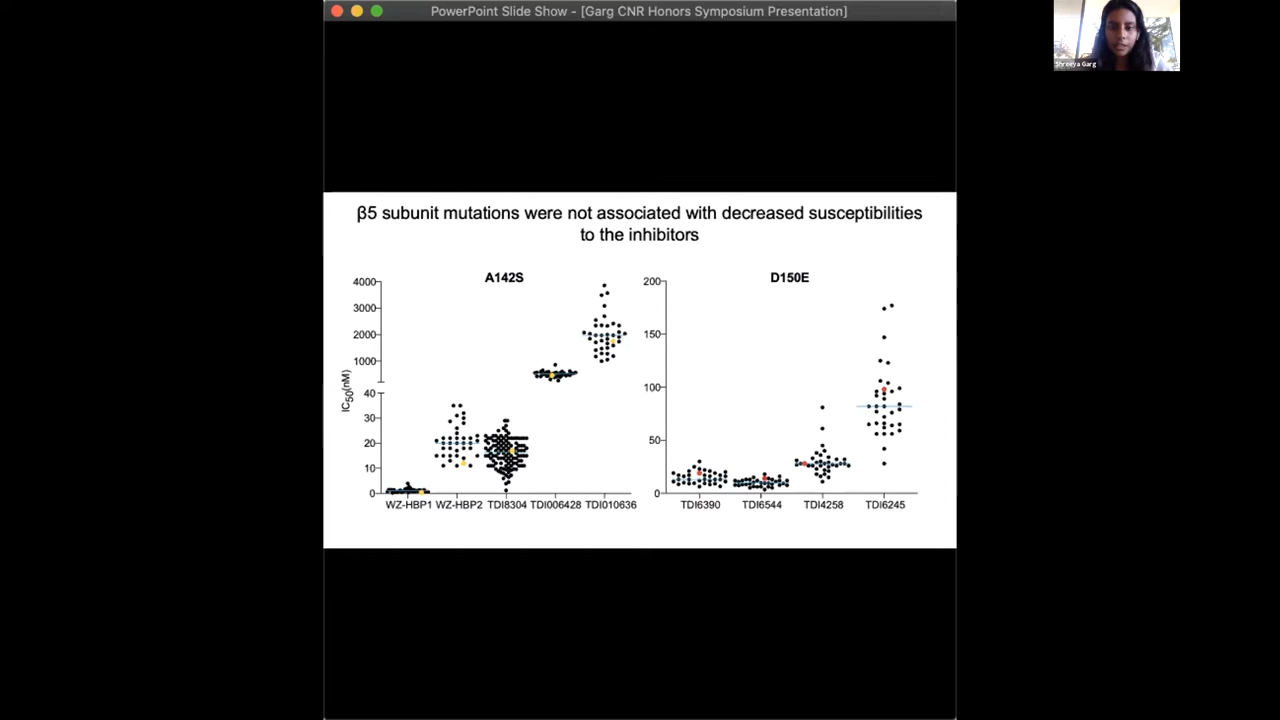 PowerPoint Slide Show - [Garg CNR Honors Symposium Presentation]
Shreeya Garg
β5 subunit mutations were not associated with decreased susceptibilities
to the inhibitors
A142S
D150E
4000
3000
2000
1000
40
30
20
10
0
IC50(nM)
WZ-HBP1 WZ-HBP2 TDI8304 TDI006428 TDI010636
200
150
100
50
0
TDI6390 TDI6544 TDI4258 TDI6245